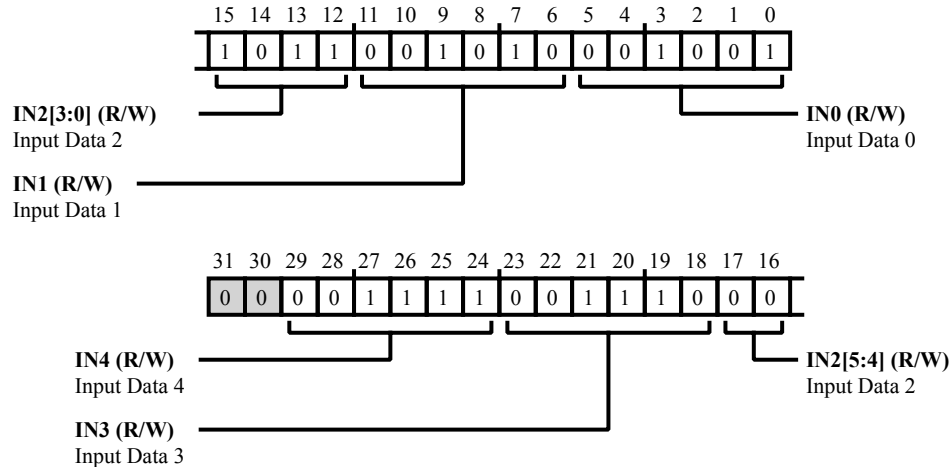 15 14 13 12 11 10 9 8 7 6 5 4 3 2 1 0
1 0 1 1 0 0 1 0 1 0 0 0 1 0 0 1
IN2[3:0] (R/W)
Input Data 2
IN0 (R/W)
Input Data 0
IN1 (R/W)
Input Data 1
31 30 29 28 27 26 25 24 23 22 21 20 19 18 17 16
0 0 0 0 1 1 1 1 0 0 1 1 1 0 0 0
IN4 (R/W)
Input Data 4
IN2[5:4] (R/W)
Input Data 2
IN3 (R/W)
Input Data 3